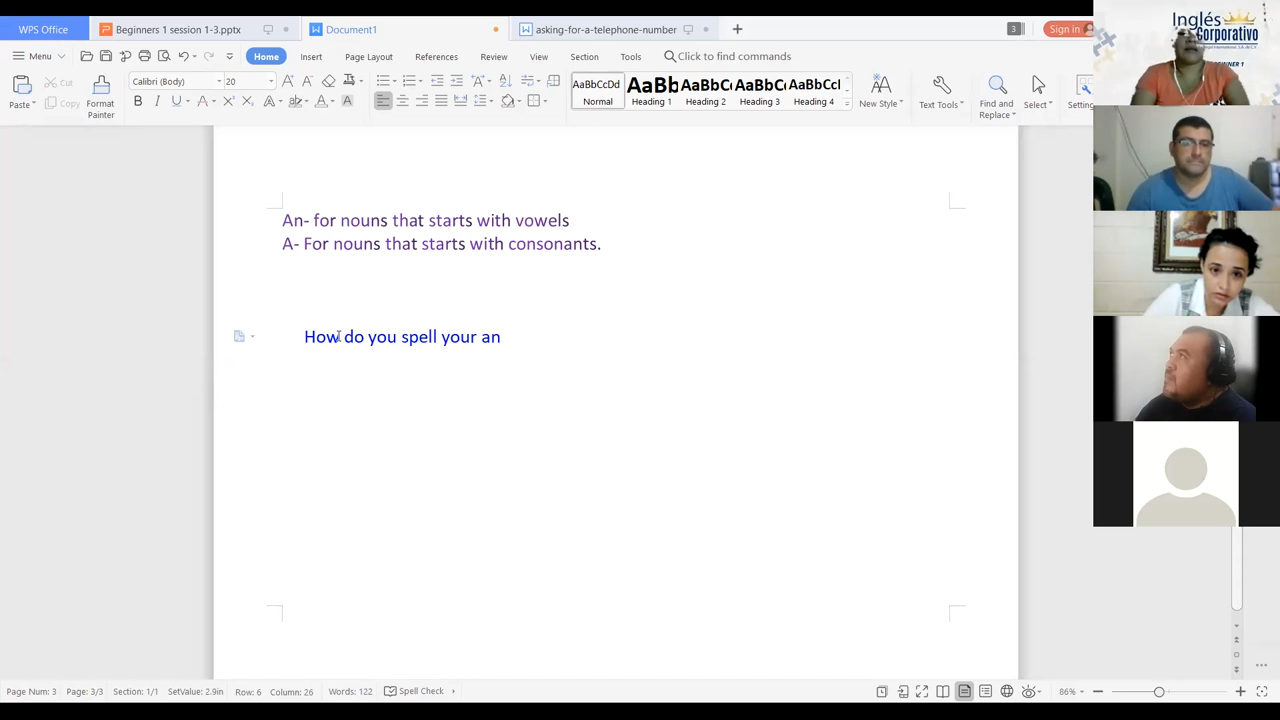 WPS Office
Beginners 1 session 1-3.pptx
Document1
asking-for-a-telephone-number
3
Sign in
Inglés
Corporativo
Menu
Home
Insert
Page Layout
References
Review
View
Section
Tools
Click to find commands
Paste
Cut
Copy
Format
Painter
Calibri (Body)
20
AaBbCcDd
Normal
AaBb
Heading 1
AaBbC
Heading 2
AaBbC
Heading 3
AaBbCcl
Heading 4
New Style
Text Tools
Find and
Replace
Select
Setting
An- for nouns that starts with vowels
A- For nouns that starts with consonants.
How do you spell your an
Page Num: 3
Page: 3/3
Section: 1/1
SetValue: 2.9in
Row: 6
Column: 26
Words: 122
Spell Check
86%